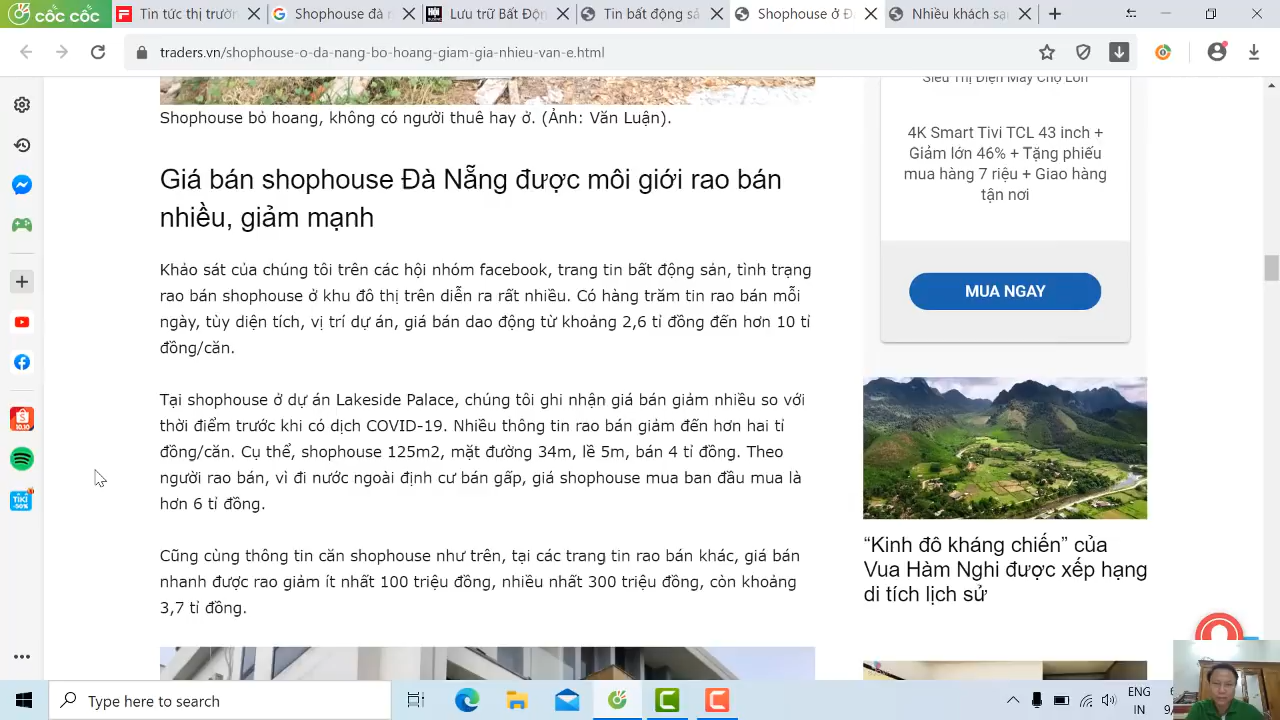 cốc cốc
Tin tức thị trườn
Shophouse đà n
Lưu trữ Bất Độ
Tin bất động sả
Shophouse ở Đ
Nhiều khách sạ
traders.vn/shophouse-o-da-nang-bo-hoang-giam-gia-nhieu-van-e.html
Shophouse bỏ hoang, không có người thuê hay ở. (Ảnh: Văn Luận).
Giá bán shophouse Đà Nẵng được môi giới rao bán
nhiều, giảm mạnh
Khảo sát của chúng tôi trên các hội nhóm facebook, trang tin bất động sản, tình trạng
rao bán shophouse ở khu đô thị trên diễn ra rất nhiều. Có hàng trăm tin rao bán mỗi
ngày, tùy diện tích, vị trí dự án, giá bán dao động từ khoảng 2,6 tỉ đồng đến hơn 10 tỉ
đồng/căn.
Tại shophouse ở dự án Lakeside Palace, chúng tôi ghi nhận giá bán giảm nhiều so với
thời điểm trước khi có dịch COVID-19. Nhiều thông tin rao bán giảm đến hơn hai tỉ
đồng/căn. Cụ thể, shophouse 125m2, mặt đường 34m, lề 5m, bán 4 tỉ đồng. Theo
người rao bán, vì đi nước ngoài định cư bán gấp, giá shophouse mua ban đầu mua là
hơn 6 tỉ đồng.
Cũng cùng thông tin căn shophouse như trên, tại các trang tin rao bán khác, giá bán
nhanh được rao giảm ít nhất 100 triệu đồng, nhiều nhất 300 triệu đồng, còn khoảng
3,7 tỉ đồng.
Siêu Thị Điện Máy Chợ Lớn
4K Smart Tivi TCL 43 inch +
Giảm lớn 46% + Tặng phiếu
mua hàng 7 triệu + Giao hàng
tận nơi
MUA NGAY
“Kinh đô kháng chiến” của
Vua Hàm Nghi được xếp hạng
di tích lịch sử
10.10
TIKI
-50%
Type here to search
ENG
IN